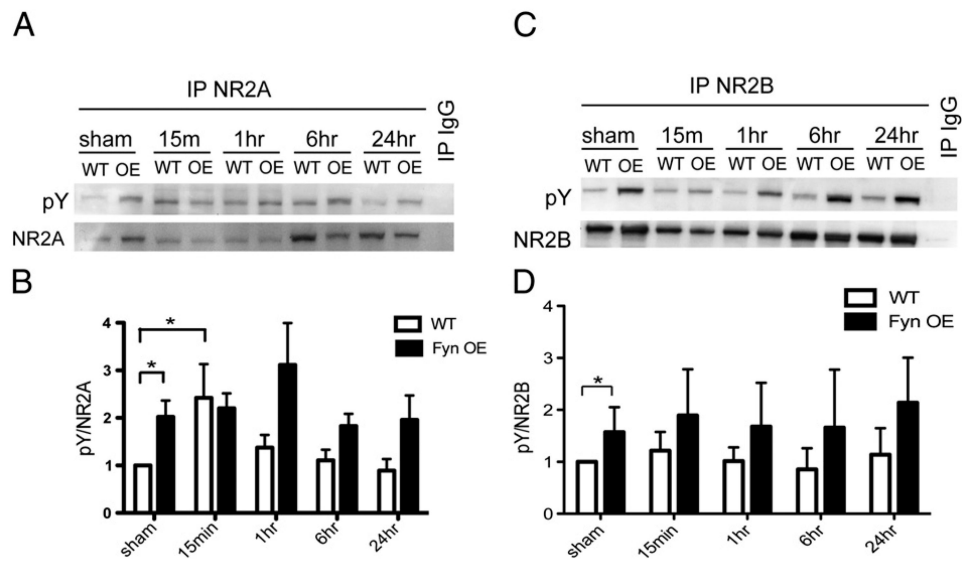 A
IP NR2A
sham 15m 1hr 6hr 24hr IP IgG
WT OE WT OE WT OE WT OE WT OE
pY
NR2A
B
* *
WT
Fyn OE
pY/NR2A
4
3
2
1
0
sham 15min 1hr 6hr 24hr
C
IP NR2B
sham 15m 1hr 6hr 24hr IP IgG
WT OE WT OE WT OE WT OE WT OE
pY
NR2B
D
*
WT
Fyn OE
pY/NR2B
4
3
2
1
0
sham 15min 1hr 6hr 24hr